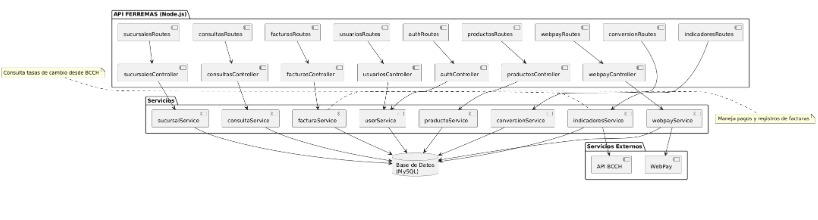 API FERREMAS (Node.js)
sucursalesRoutes
consultasRoutes
facturasRoutes
usuariosRoutes
authRoutes
productosRoutes
webpayRoutes
conversionRoutes
indicadoresRoutes
sucursalesController
consultasController
facturasController
usuariosController
authController
productosController
webpayController
Consulta tasas de cambio desde BCCH
Servicios
sucursalService
consultaService
facturaService
userService
productoService
conversionService
indicadoresService
webpayService
Maneja pagos y registros de facturas
Base de Datos
(MySQL)
Servicios Externos
API BCCH
WebPay